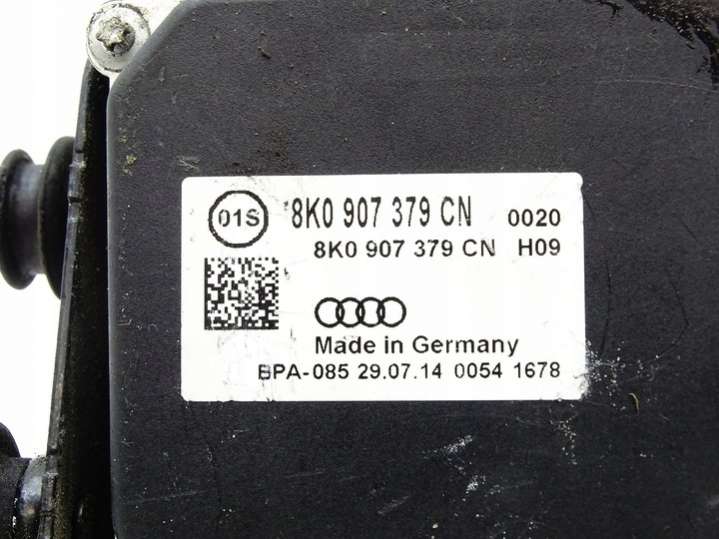 01S 8K0 907 379 CN 0020
8K0 907 379 CN H09
Made in Germany
BPA-085 29.07.14 0054 1678